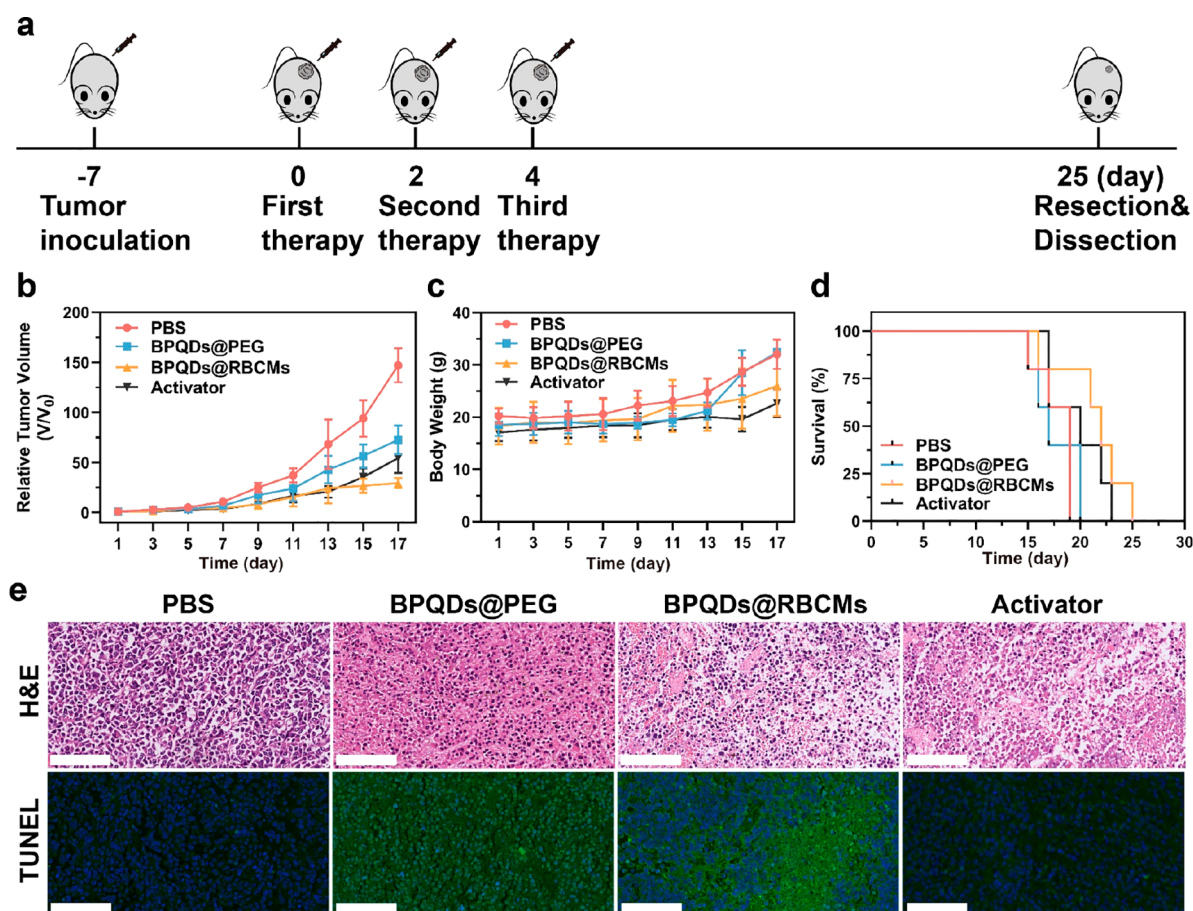 a
-7
0
2
4
25 (day)
Tumor
inoculation
First
therapy
Second
therapy
Third
therapy
Resection&
Dissection
b
Relative Tumor Volume
(V/V0)
200
150
100
50
0
PBS
BPQDs@PEG
BPQDs@RBCMs
Activator
1 3 5 7 9 11 13 15 17
Time (day)
c
Body Weight (g)
40
30
20
10
0
PBS
BPQDs@PEG
BPQDs@RBCMs
Activator
1 3 5 7 9 11 13 15 17
Time (day)
d
Survival (%)
100
75
50
25
0
PBS
BPQDs@PEG
BPQDs@RBCMs
Activator
0 5 10 15 20 25 30
Time (day)
e
PBS BPQDs@PEG BPQDs@RBCMs Activator
H&E
TUNEL